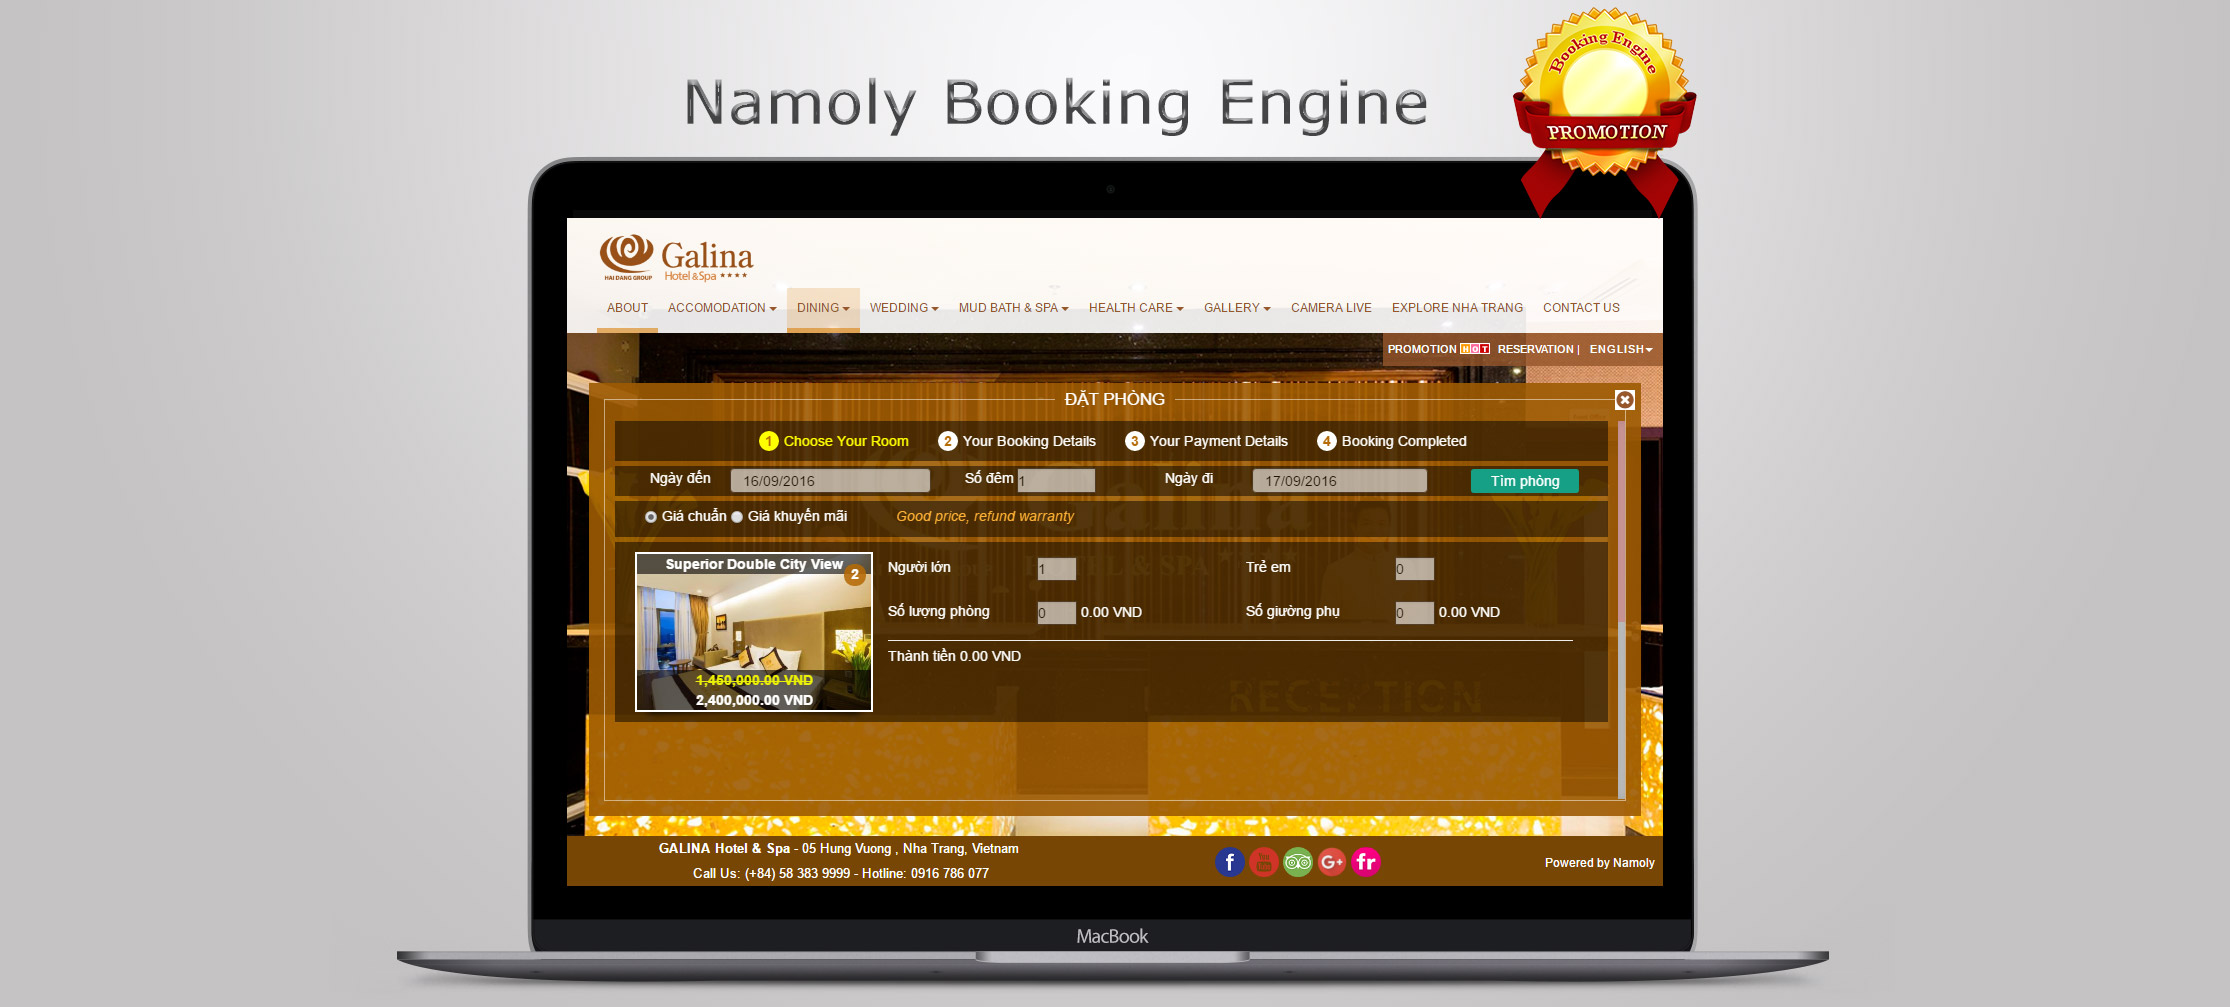 Booking Engine
PROMOTION
Namoly Booking Engine
HAI DANG GROUP
Galina
Hotel & Spa ★★★★
ABOUT ACCOMODATION DINING WEDDING MUD BATH & SPA HEALTH CARE GALLERY CAMERA LIVE EXPLORE NHA TRANG CONTACT US
PROMOTION HOT RESERVATION | ENGLISH
ĐẶT PHÒNG
1 Choose Your Room 2 Your Booking Details 3 Your Payment Details 4 Booking Completed
Ngày đến 16/09/2016 Số đêm 1 Ngày đi 17/09/2016 Tìm phòng
Giá chuẩn Giá khuyến mãi Good price, refund warranty
Superior Double City View
2
Người lớn 1 Trẻ em 0
Số lượng phòng 0 0.00 VND Số giường phụ 0 0.00 VND
Thành tiền 0.00 VND
1,450,000.00 VND
2,400,000.00 VND
RECEPTION
GALINA Hotel & Spa - 05 Hung Vuong , Nha Trang, Vietnam
Call Us: (+84) 58 383 9999 - Hotline: 0916 786 077
f You Tube G+ fr
Powered by Namoly
MacBook